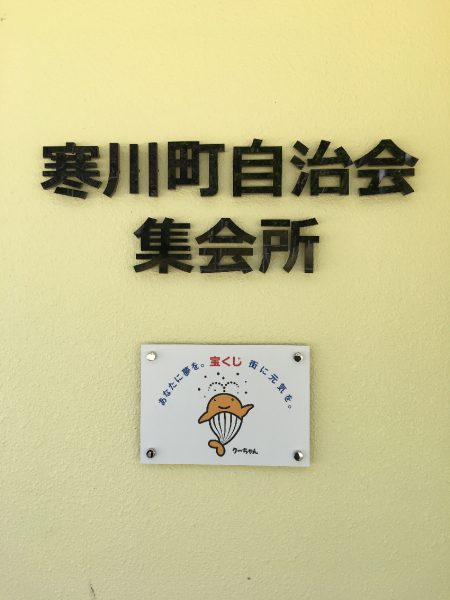 寒川町自治会
集会所
あなたに夢を。宝くじ 街に元気を。
クーちゃん